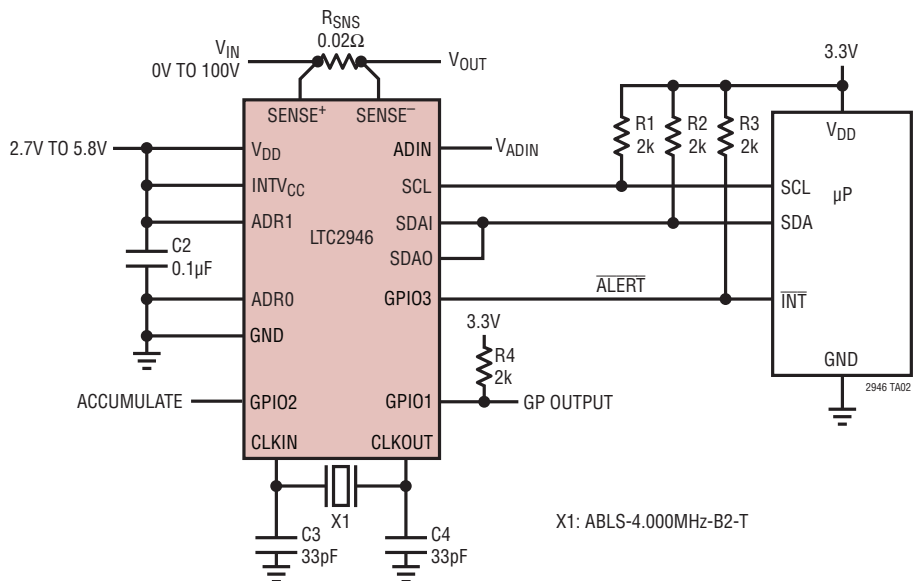 RSNS
0.02Ω
VIN
0V TO 100V
VOUT
3.3V
SENSE+
SENSE–
R1
2k
R2
2k
R3
2k
VDD
2.7V TO 5.8V
VDD
ADIN
VADIN
INTVCC
SCL
SCL
µP
ADR1
LTC2946
SDAI
SDA
C2
0.1µF
SDAO
ADR0
GPIO3
ALERT
INT
GND
3.3V
R4
2k
GND
2946 TA02
ACCUMULATE
GPIO2
GPIO1
GP OUTPUT
CLKIN
CLKOUT
X1
X1: ABLS-4.000MHz-B2-T
C3
33pF
C4
33pF